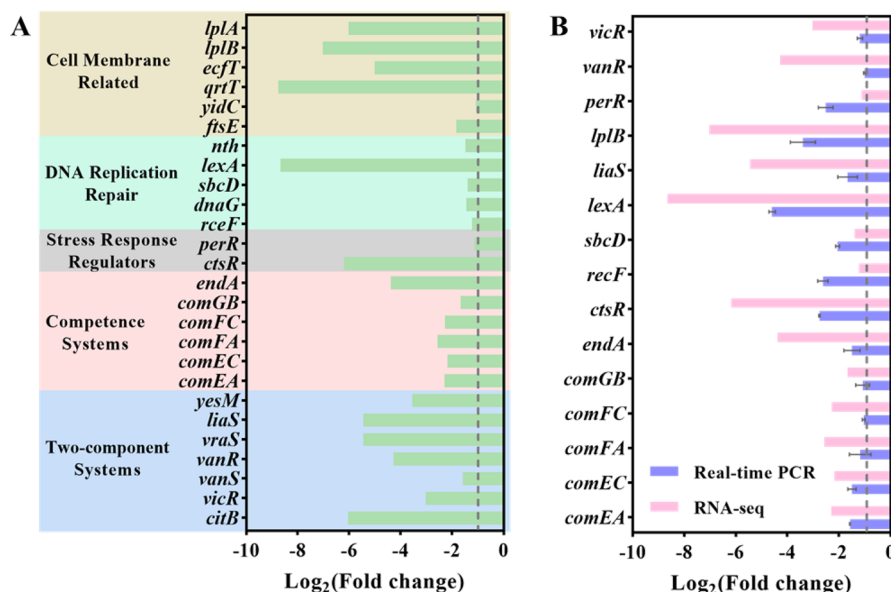 A
Cell Membrane
Related
lplA
lplB
ecfT
qrtT
yidC
ftsE
DNA Replication
Repair
nth
lexA
sbcD
dnaG
rceF
Stress Response
Regulators
perR
ctsR
Competence
Systems
endA
comGB
comFC
comFA
comEC
comEA
Two-component
Systems
yesM
liaS
vraS
vanR
vanS
vicR
citB
-10 -8 -6 -4 -2 0
Log2(Fold change)
B
vicR
vanR
perR
lplB
liaS
lexA
sbcD
recF
ctsR
endA
comGB
comFC
comFA
comEC
comEA
Real-time PCR
RNA-seq
-10 -8 -6 -4 -2 0
Log2(Fold change)